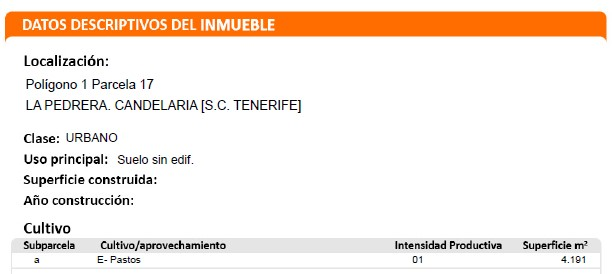 DATOS DESCRIPTIVOS DEL INMUEBLE
Localización:
Polígono 1 Parcela 17
LA PEDRERA. CANDELARIA [S.C. TENERIFE]
Clase: URBANO
Uso principal: Suelo sin edif.
Superficie construida:
Año construcción:
Cultivo
Subparcela Cultivo/aprovechamiento Intensidad Productiva Superficie m²
a E- Pastos 01 4.191